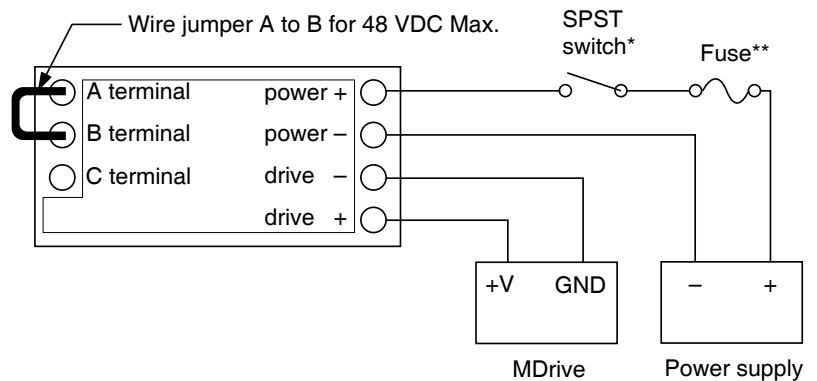 Wire jumper A to B for 48 VDC Max.
SPST
switch*
Fuse**
A terminal power +
B terminal power –
C terminal drive –
drive +
+V GND
– +
MDrive
Power supply